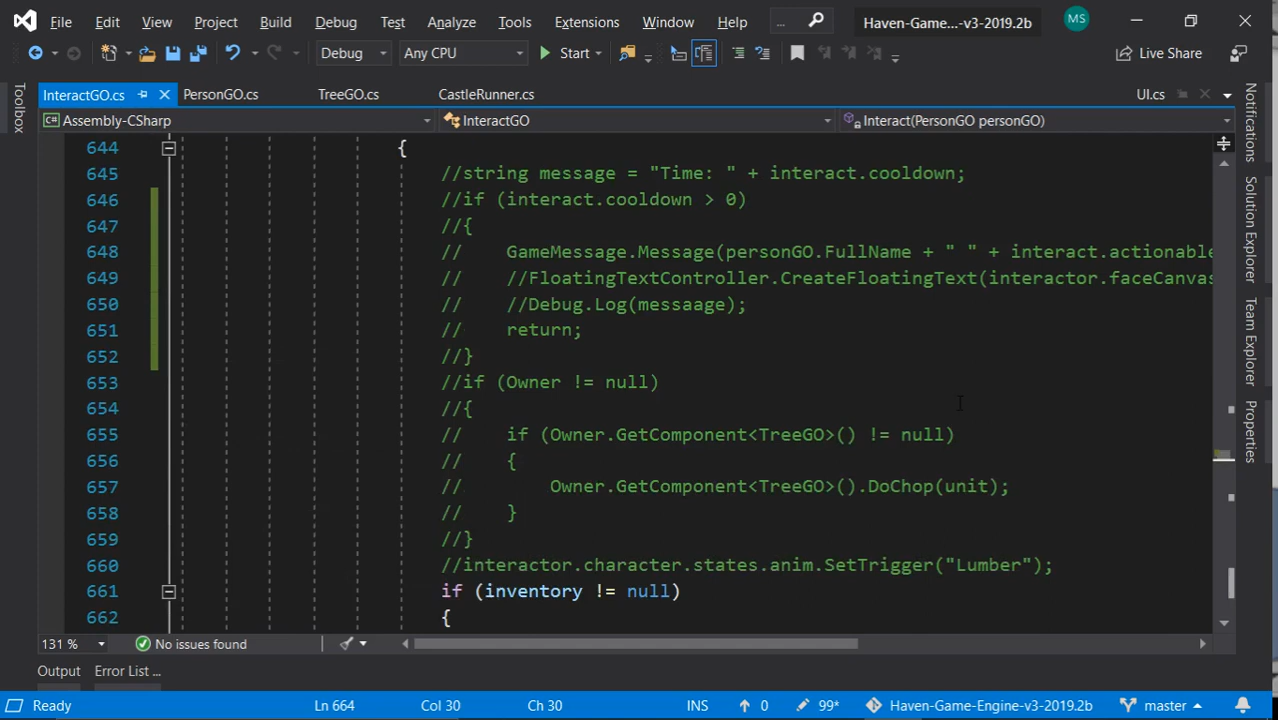 File Edit View Project Build Debug Test Analyze Tools Extensions Window Help ... Haven-Game...-v3-2019.2b MS
Debug Any CPU Start Live Share
Toolbox
InteractGO.cs PersonGO.cs TreeGO.cs CastleRunner.cs UI.cs
C# Assembly-CSharp InteractGO Interact(PersonGO personGO)
644 {
645 //string message = "Time: " + interact.cooldown;
646 //if (interact.cooldown > 0)
647 //{
648 // GameMessage.Message(personGO.FullName + " " + interact.actionable
649 // //FloatingTextController.CreateFloatingText(interactor.faceCanvas
650 // //Debug.Log(messaage);
651 // return;
652 //}
653 //if (Owner != null)
654 //{
655 // if (Owner.GetComponent<TreeGO>() != null)
656 // {
657 // Owner.GetComponent<TreeGO>().DoChop(unit);
658 // }
659 //}
660 //interactor.character.states.anim.SetTrigger("Lumber");
661 if (inventory != null)
662 {
Notifications
Solution Explorer
Team Explorer
Properties
131 % No issues found
Output Error List ...
Ready Ln 664 Col 30 Ch 30 INS 0 99* Haven-Game-Engine-v3-2019.2b master